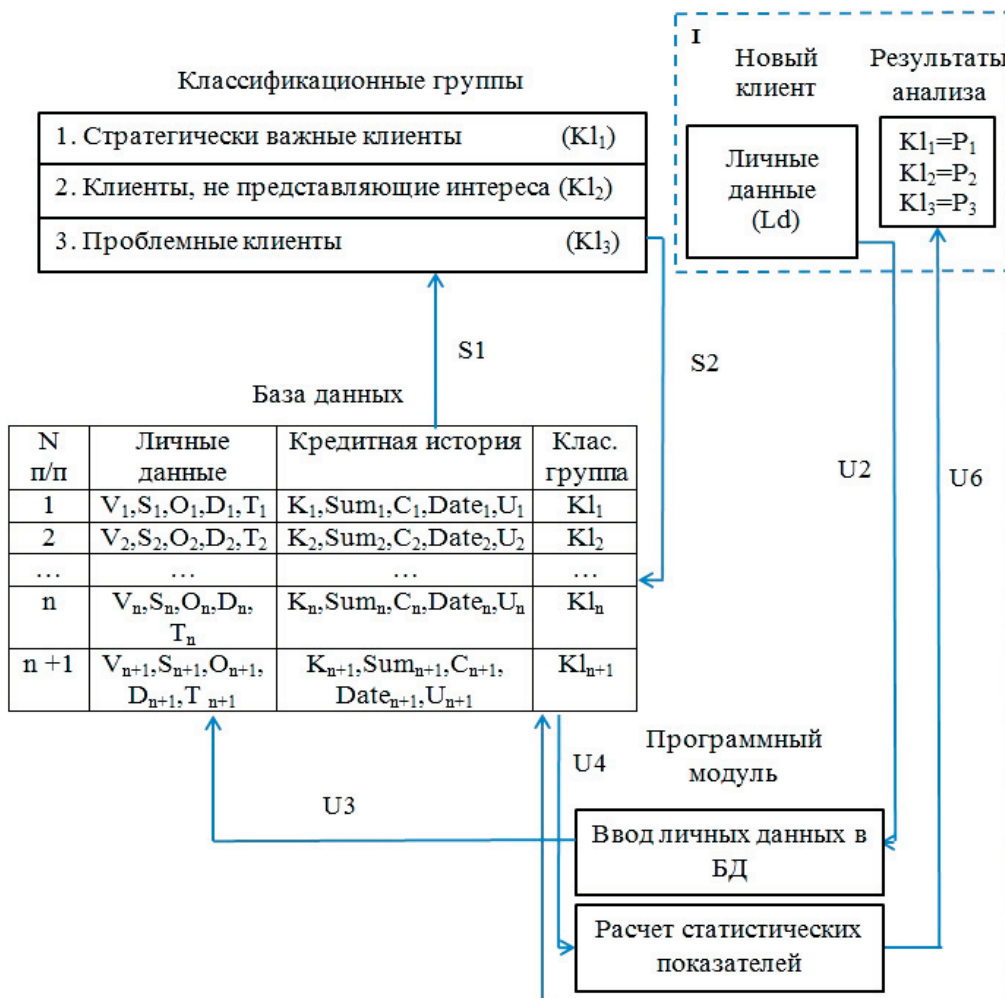 I
Классификационные группы
1. Стратегически важные клиенты (Kl₁)
2. Клиенты, не представляющие интереса (Kl₂)
3. Проблемные клиенты (Kl₃)
Новый
клиент
Результаты
анализа
Личные
данные
(Ld)
Kl₁=P₁
Kl₂=P₂
Kl₃=P₃
S1
S2
U2
U6
База данных
N
п/п
Личные
данные
Кредитная история
Клас.
группа
1
V₁,S₁,O₁,D₁,T₁
K₁,Sum₁,C₁,Date₁,U₁
Kl₁
2
V₂,S₂,O₂,D₂,T₂
K₂,Sum₂,C₂,Date₂,U₂
Kl₂
…
…
…
…
n
Vₙ,Sₙ,Oₙ,Dₙ,
Tₙ
Kₙ,Sumₙ,Cₙ,Dateₙ,Uₙ
Klₙ
n +1
Vₙ₊₁,Sₙ₊₁,Oₙ₊₁,
Dₙ₊₁,T ₙ₊₁
Kₙ₊₁,Sumₙ₊₁,Cₙ₊₁,
Dateₙ₊₁,Uₙ₊₁
Klₙ₊₁
U3
U4
Программный
модуль
Ввод личных данных в
БД
Расчет статистических
показателей